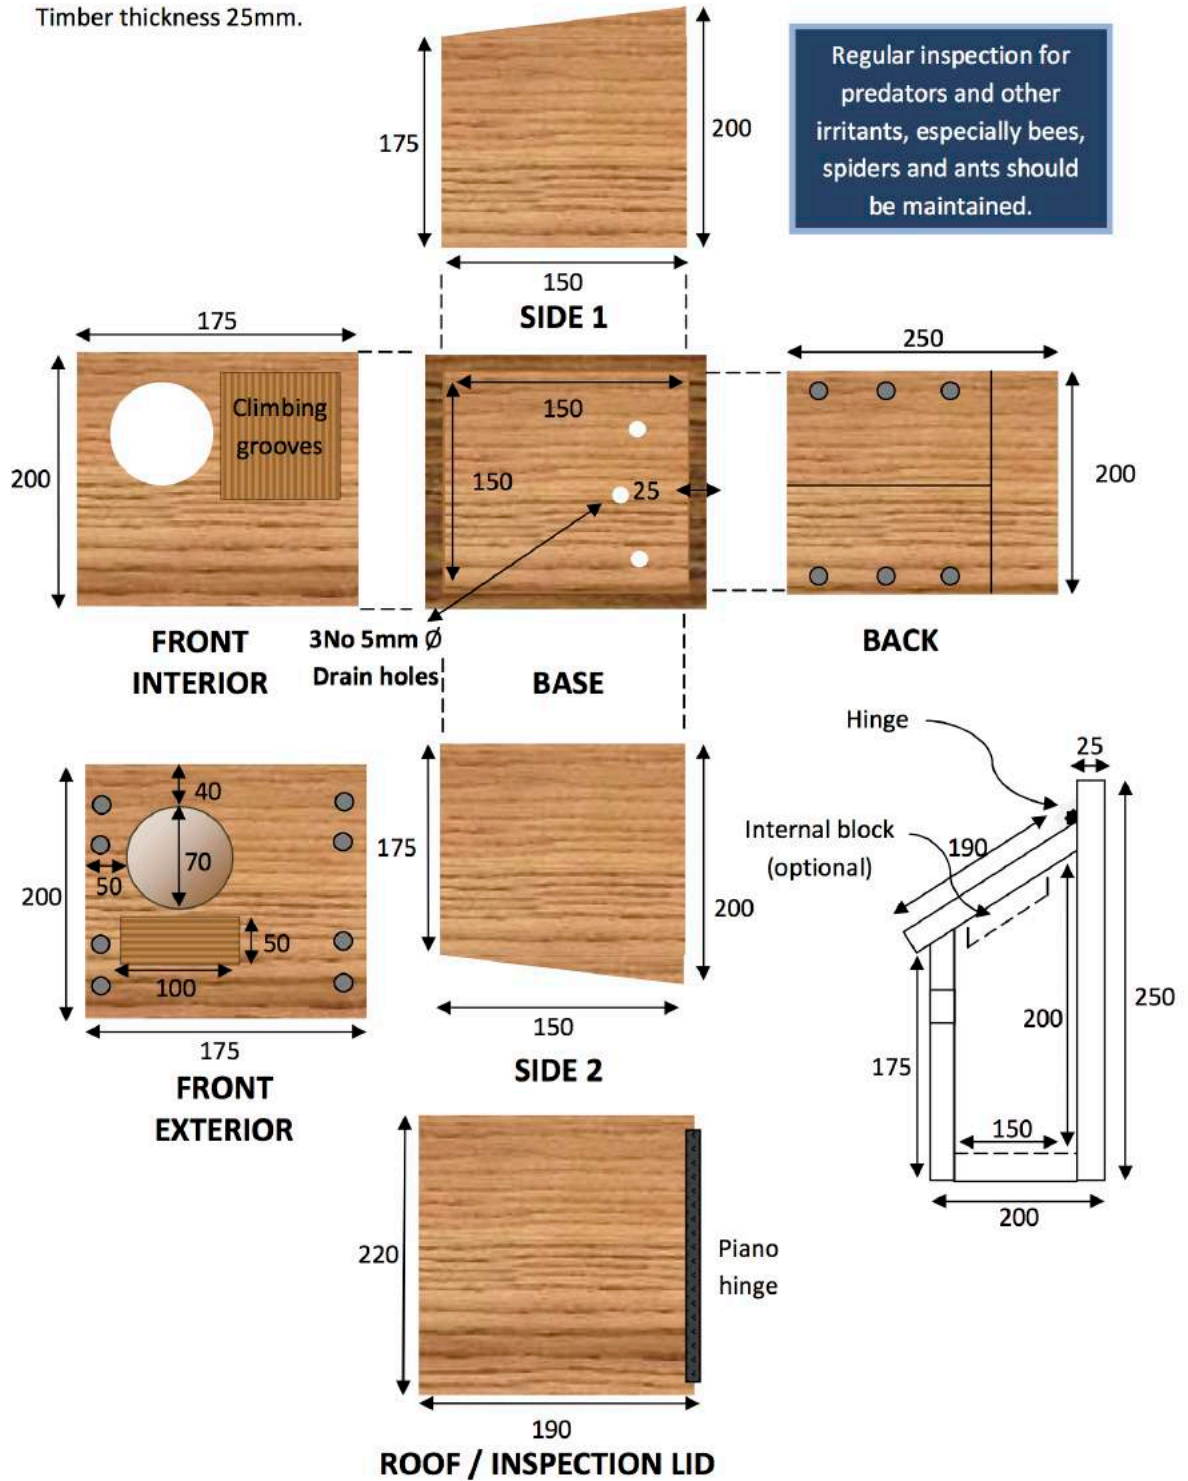 Timber thickness 25mm.
Regular inspection for
predators and other
irritants, especially bees,
spiders and ants should
be maintained.
175
200
150
SIDE 1
175
200
Climbing
grooves
FRONT
INTERIOR
150
150
25
3No 5mm Ø
Drain holes
BASE
250
200
BACK
40
70
50
200
50
100
175
FRONT
EXTERIOR
175
200
150
SIDE 2
Hinge
25
Internal block
(optional)
190
250
200
175
150
200
220
Piano
hinge
190
ROOF / INSPECTION LID